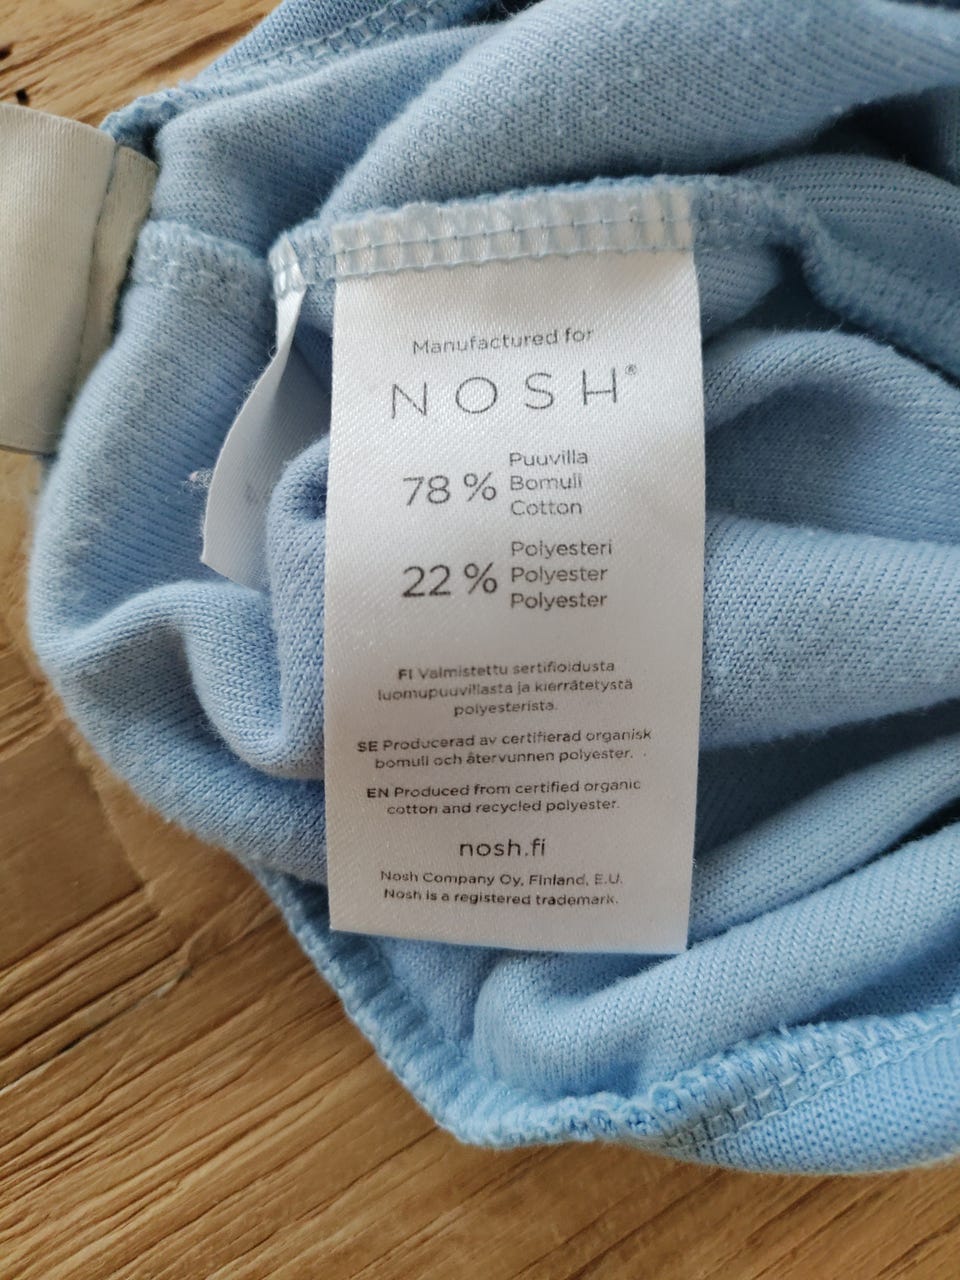 Manufactured for
NOSH®
78 % Puuvilla
Bomull
Cotton
22 % Polyesteri
Polyester
Polyester
FI Valmistettu sertifioidusta
luomupuuvillasta ja kierrätetystä
polyesterista.
SE Producerad av certifierad organisk
bomull och återvunnen polyester.
EN Produced from certified organic
cotton and recycled polyester.
nosh.fi
Nosh Company Oy, Finland, E.U.
Nosh is a registered trademark.